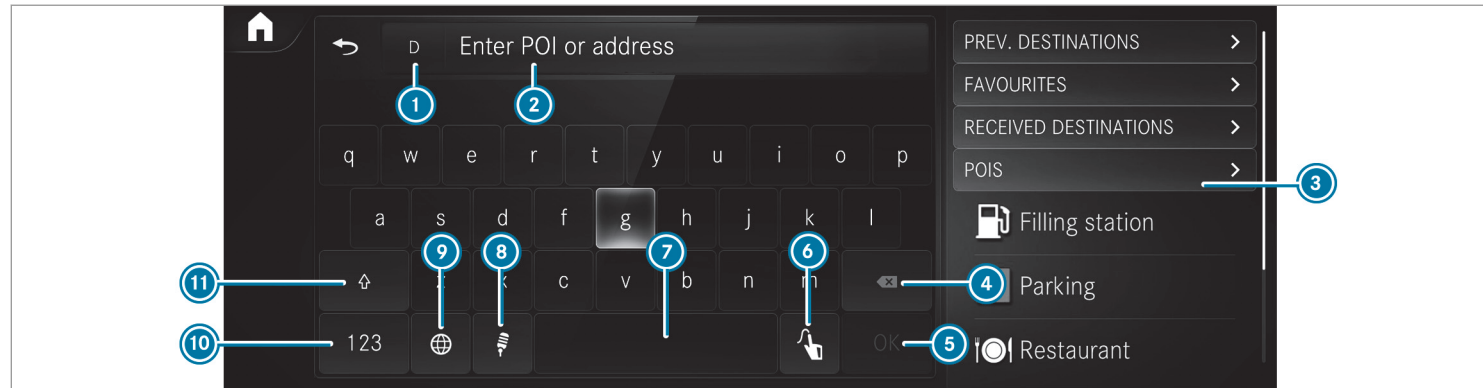 D Enter POI or address
1 2
q w e r t y u i o p
a s d f g h j k l
z x c v b n m
123 OK
PREV. DESTINATIONS
FAVOURITES
RECEIVED DESTINATIONS
POIS
3
Filling station
Parking
Restaurant
9 8 7 6
11 4
10 5